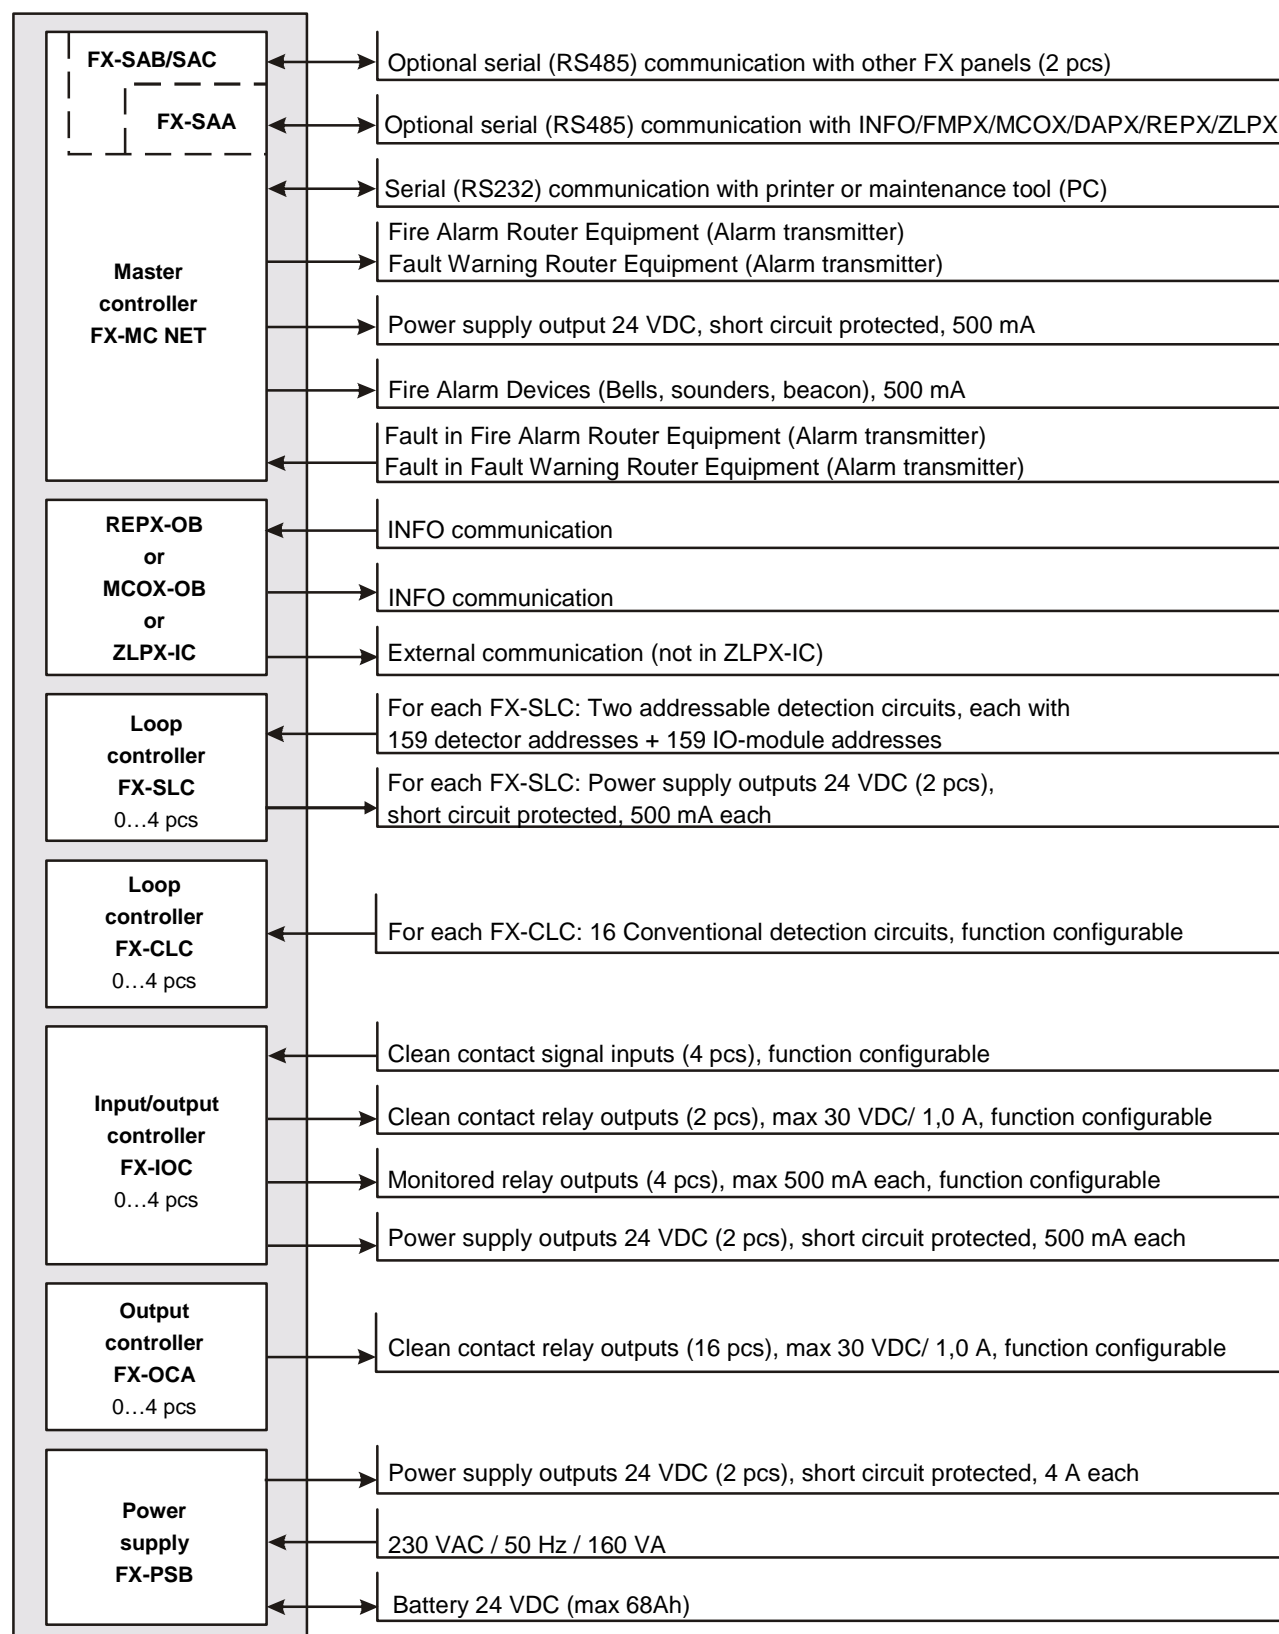 FX-SAB/SAC
Optional serial (RS485) communication with other FX panels (2 pcs)
FX-SAA
Optional serial (RS485) communication with INFO/FMPX/MCOX/DAPX/REPX/ZLPX
Serial (RS232) communication with printer or maintenance tool (PC)
Master
controller
FX-MC NET
Fire Alarm Router Equipment (Alarm transmitter)
Fault Warning Router Equipment (Alarm transmitter)
Power supply output 24 VDC, short circuit protected, 500 mA
Fire Alarm Devices (Bells, sounders, beacon), 500 mA
Fault in Fire Alarm Router Equipment (Alarm transmitter)
Fault in Fault Warning Router Equipment (Alarm transmitter)
REPX-OB
or
MCOX-OB
or
ZLPX-IC
INFO communication
INFO communication
External communication (not in ZLPX-IC)
Loop
controller
FX-SLC
0…4 pcs
For each FX-SLC: Two addressable detection circuits, each with
159 detector addresses + 159 IO-module addresses
For each FX-SLC: Power supply outputs 24 VDC (2 pcs),
short circuit protected, 500 mA each
Loop
controller
FX-CLC
0…4 pcs
For each FX-CLC: 16 Conventional detection circuits, function configurable
Input/output
controller
FX-IOC
0…4 pcs
Clean contact signal inputs (4 pcs), function configurable
Clean contact relay outputs (2 pcs), max 30 VDC/ 1,0 A, function configurable
Monitored relay outputs (4 pcs), max 500 mA each, function configurable
Power supply outputs 24 VDC (2 pcs), short circuit protected, 500 mA each
Output
controller
FX-OCA
0…4 pcs
Clean contact relay outputs (16 pcs), max 30 VDC/ 1,0 A, function configurable
Power
supply
FX-PSB
Power supply outputs 24 VDC (2 pcs), short circuit protected, 4 A each
230 VAC / 50 Hz / 160 VA
Battery 24 VDC (max 68Ah)